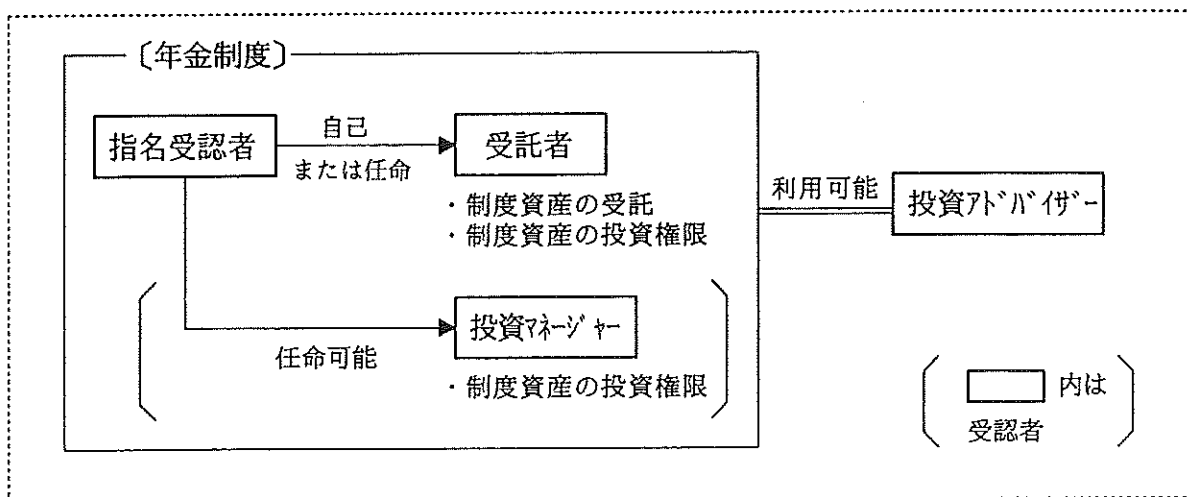 〔年金制度〕
指名受認者
自己
または任命
受託者
・制度資産の受託
・制度資産の投資権限
利用可能
投資ｱﾄﾞﾊﾞｲｻﾞｰ
任命可能
投資ﾏﾈｰｼﾞｬｰ
・制度資産の投資権限
内は
受認者